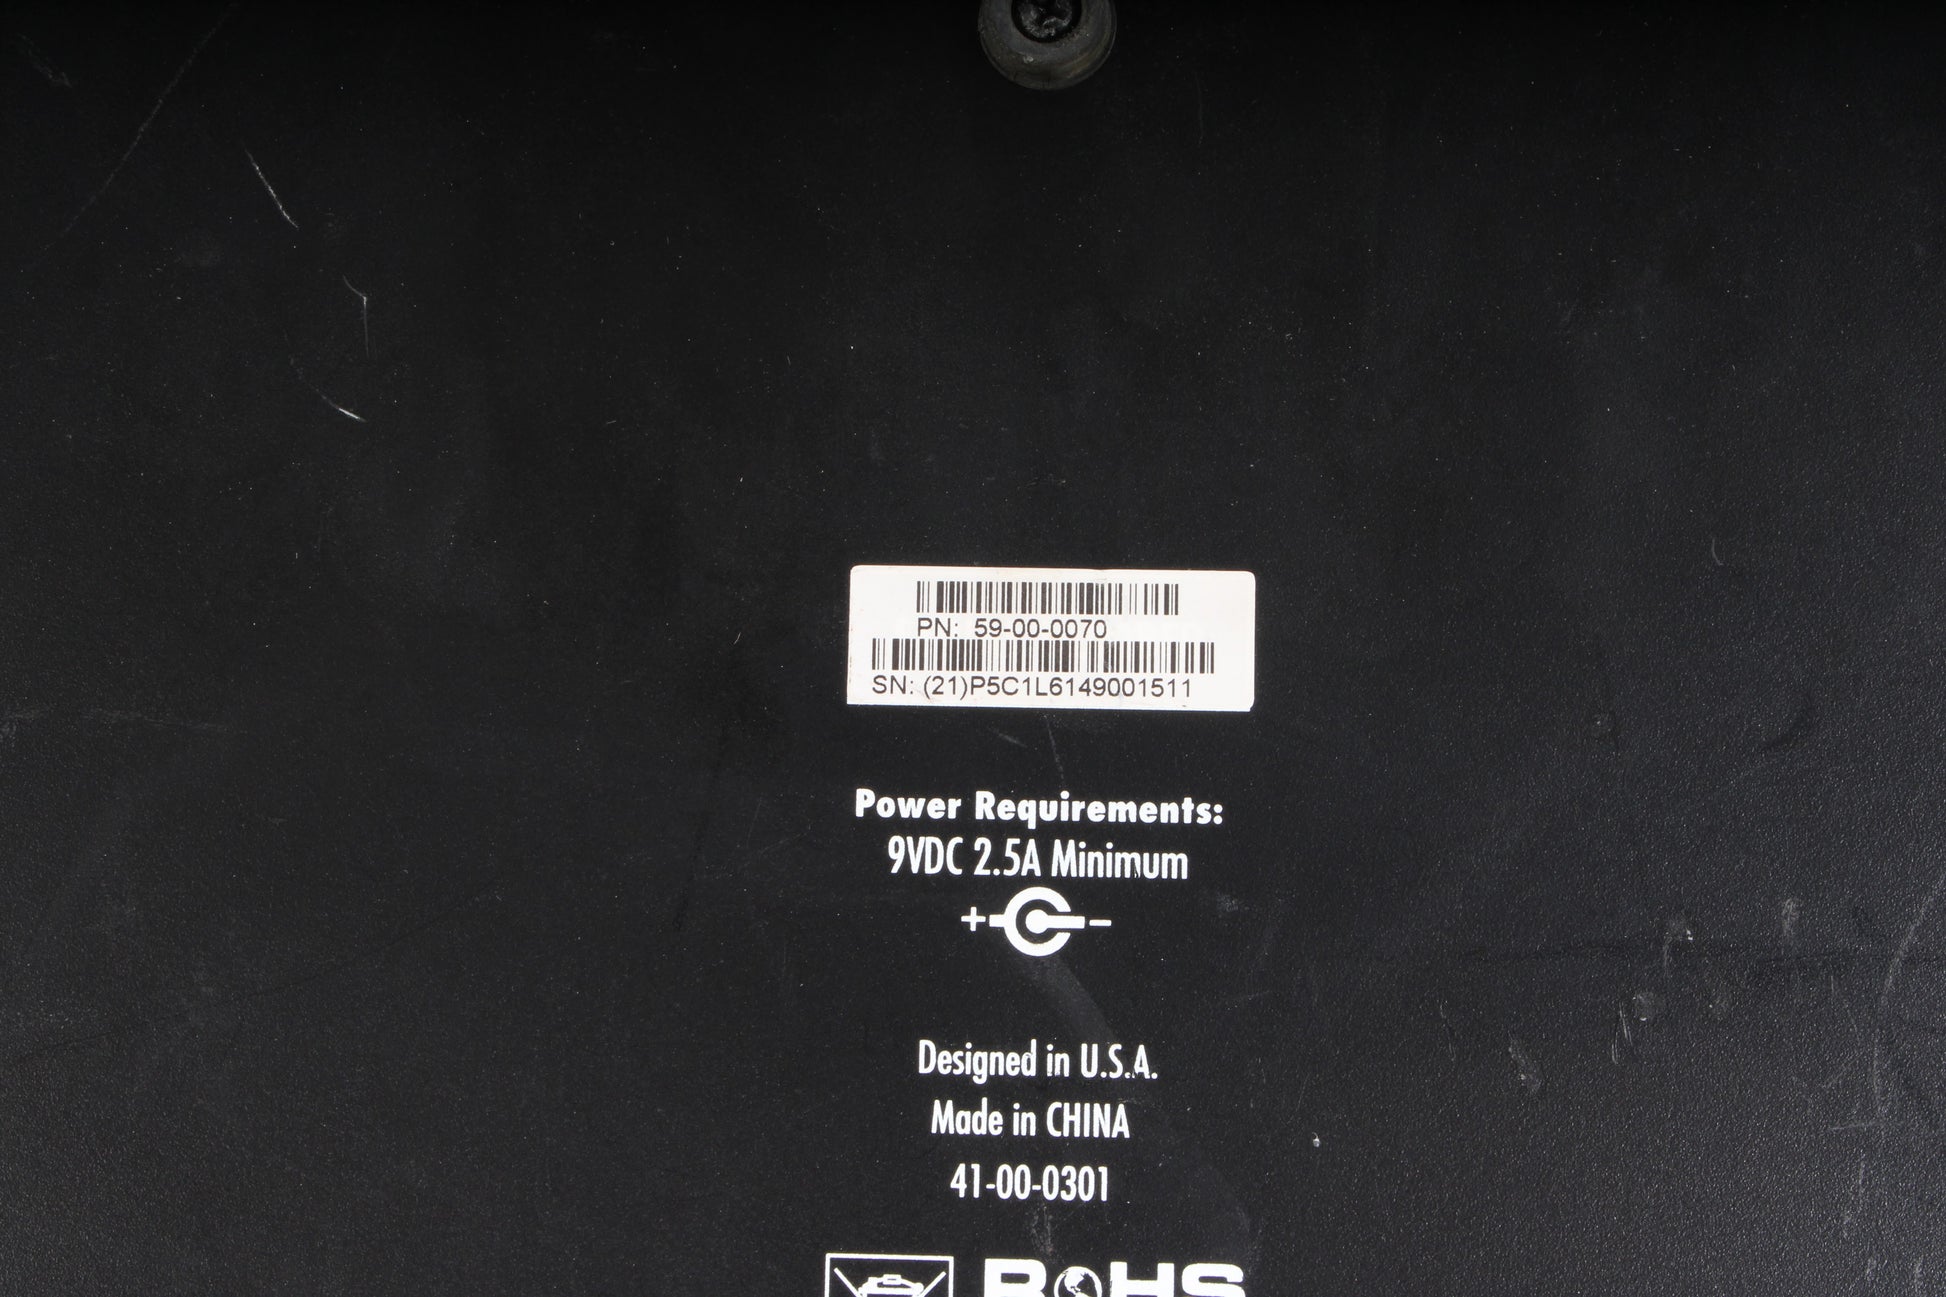 PN: 59-00-0070
SN: (21)P5C1L6149001511
Power Requirements:
9VDC 2.5A Minimum
+ −
Designed in U.S.A.
Made in CHINA
41-00-0301
RoHS